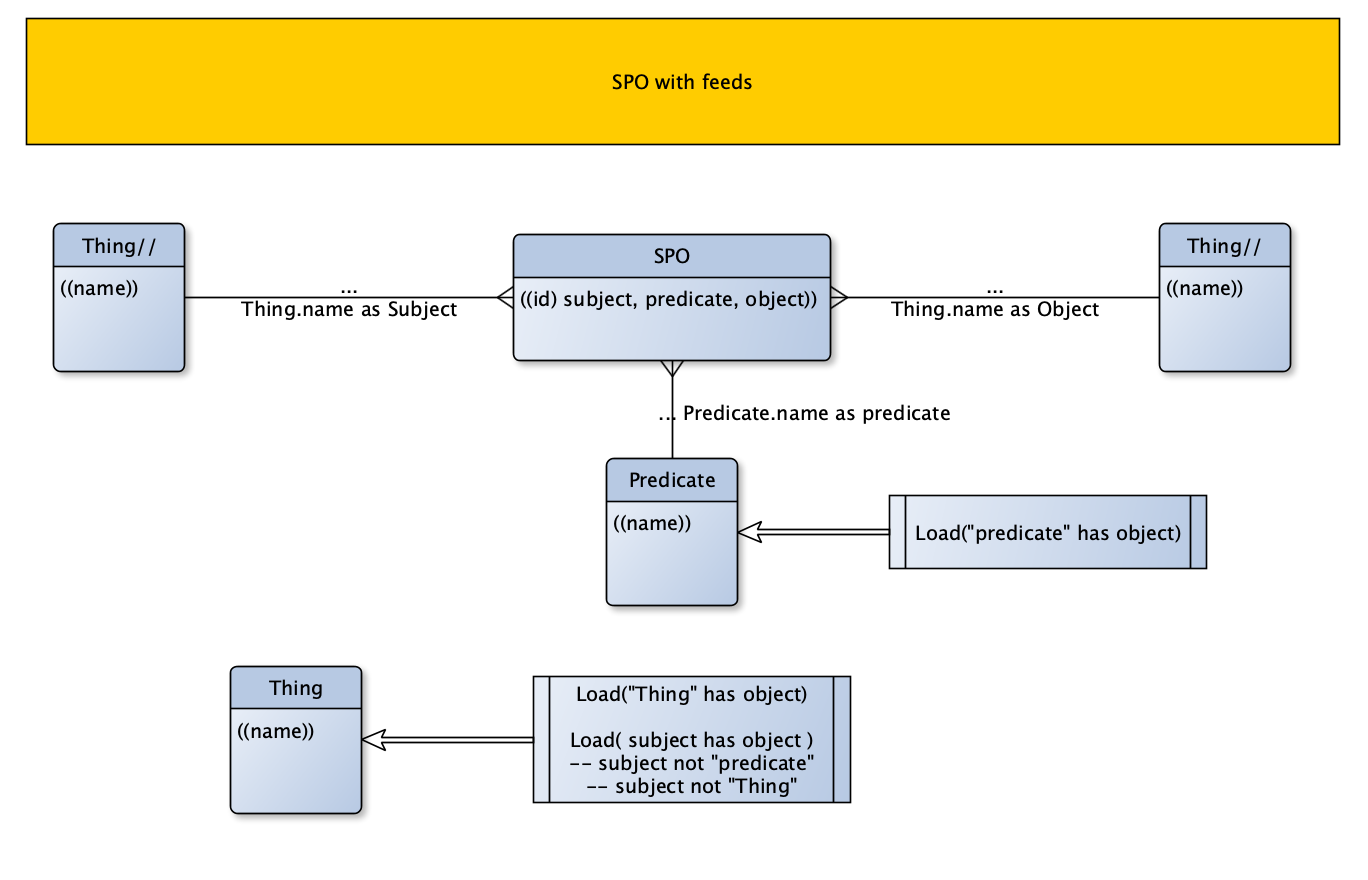 SPO with feeds
Thing//
((name))
...
Thing.name as Subject
SPO
((id) subject, predicate, object))
...
Thing.name as Object
Thing//
((name))
... Predicate.name as predicate
Predicate
((name))
Load("predicate" has object)
Thing
((name))
Load("Thing" has object)
Load( subject has object )
-- subject not "predicate"
-- subject not "Thing"